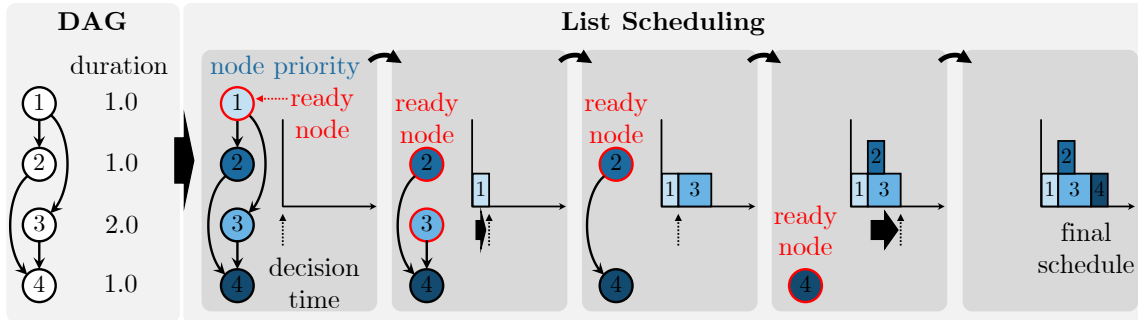 DAG
duration
1 1.0
2 1.0
3 2.0
4 1.0
List Scheduling
node priority
1 ready
node
2
3
4
decision
time
ready
node
2
3
4
1
ready
node
2
4
1 3
ready
node
4
2
1 3
2
1 3 4
final
schedule